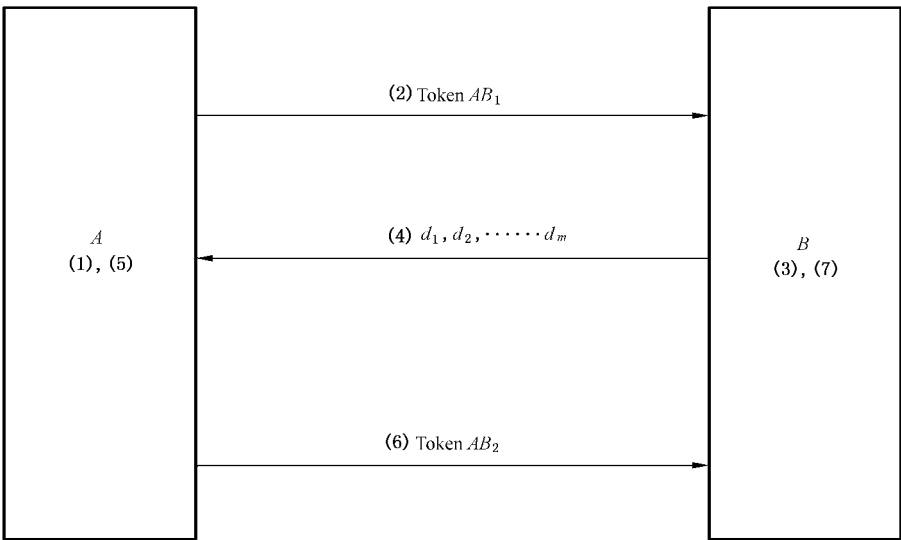 (2) Token AB₁
A
(1), (5)
(4) d₁, d₂, ······ dₘ
B
(3), (7)
(6) Token AB₂